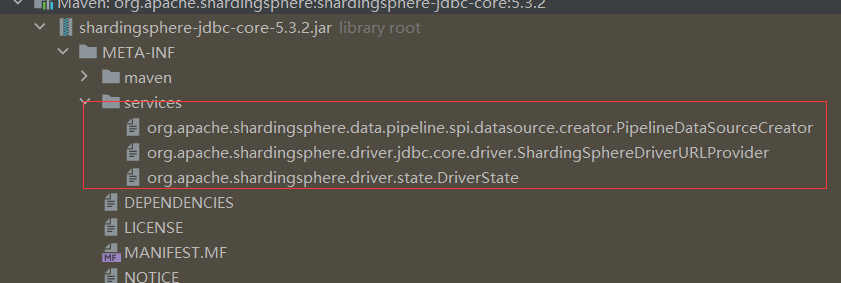 Maven: org.apache.shardingsphere:shardingsphere-jdbc-core:5.3.2
shardingsphere-jdbc-core-5.3.2.jar library root
META-INF
maven
services
org.apache.shardingsphere.data.pipeline.spi.datasource.creator.PipelineDataSourceCreator
org.apache.shardingsphere.driver.jdbc.core.driver.ShardingSphereDriverURLProvider
org.apache.shardingsphere.driver.state.DriverState
DEPENDENCIES
LICENSE
MF MANIFEST.MF
NOTICE